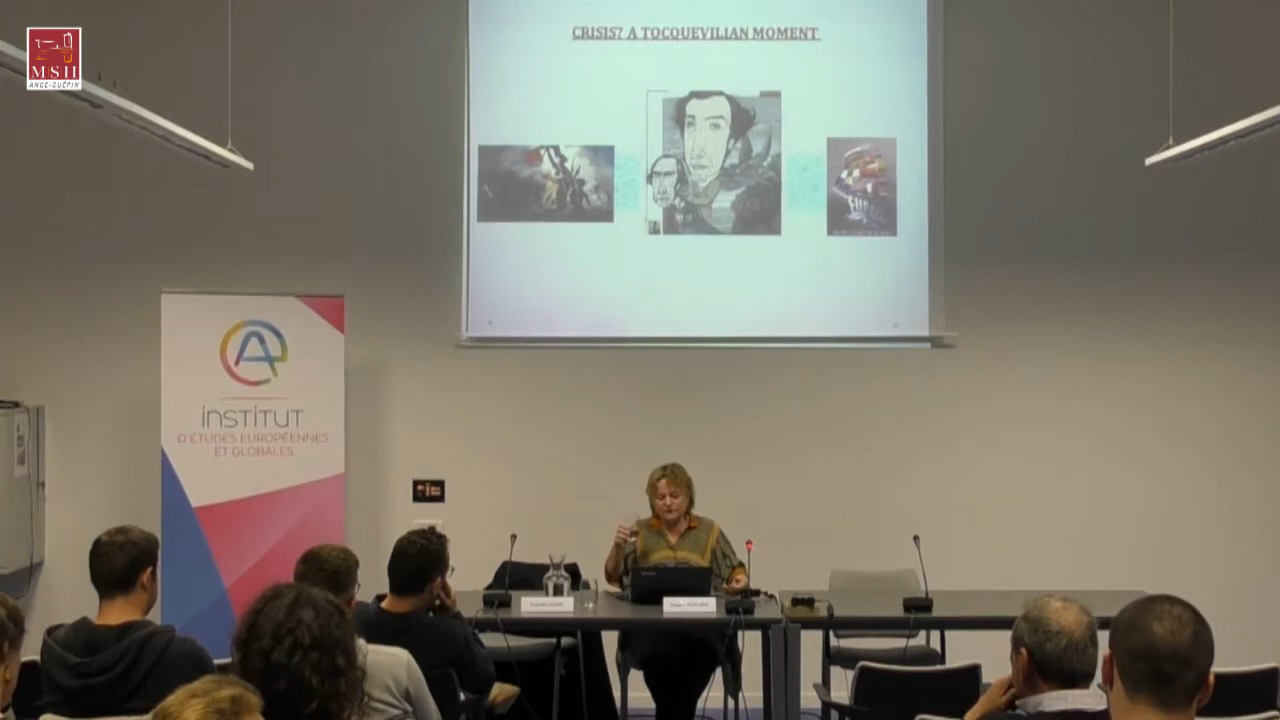 MSH
ANGE-GUÉPIN
CRISIS? A TOCQUEVILIAN MOMENT
iNSTiTUT
D'ÉTUDES EUROPÉENNES
ET GLOBALES